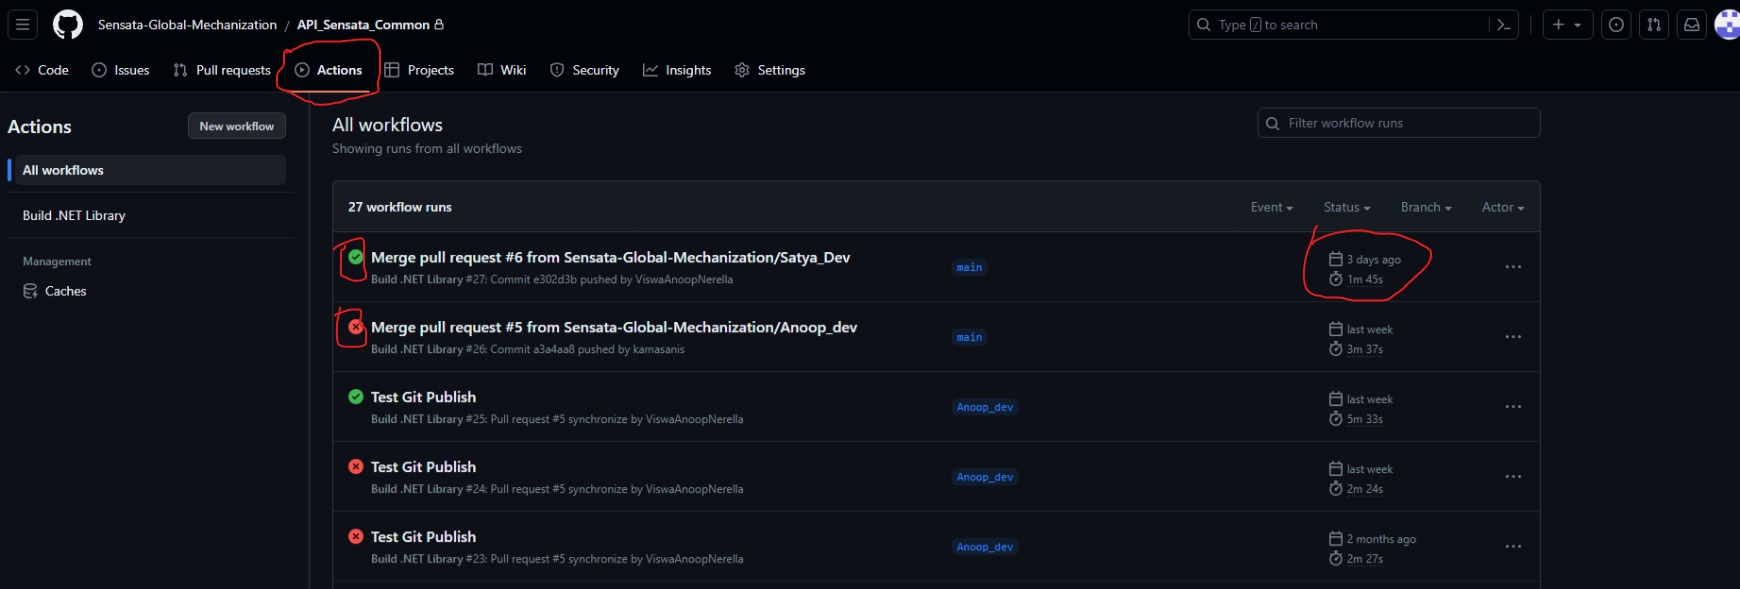 Sensata-Global-Mechanization / API_Sensata_Common
Type / to search
Code Issues Pull requests Actions Projects Wiki Security Insights Settings
Actions
New workflow
All workflows
Build .NET Library
Management
Caches
All workflows
Showing runs from all workflows
Filter workflow runs
27 workflow runs
Event Status Branch Actor
Merge pull request #6 from Sensata-Global-Mechanization/Satya_Dev
Build .NET Library #27: Commit e302d3b pushed by ViswaAnoopNerella
main
3 days ago
1m 45s
Merge pull request #5 from Sensata-Global-Mechanization/Anoop_dev
Build .NET Library #26: Commit a3a4aa8 pushed by kamasanis
main
last week
3m 37s
Test Git Publish
Build .NET Library #25: Pull request #5 synchronize by ViswaAnoopNerella
Anoop_dev
last week
5m 33s
Test Git Publish
Build .NET Library #24: Pull request #5 synchronize by ViswaAnoopNerella
Anoop_dev
last week
2m 24s
Test Git Publish
Build .NET Library #23: Pull request #5 synchronize by ViswaAnoopNerella
Anoop_dev
2 months ago
2m 27s